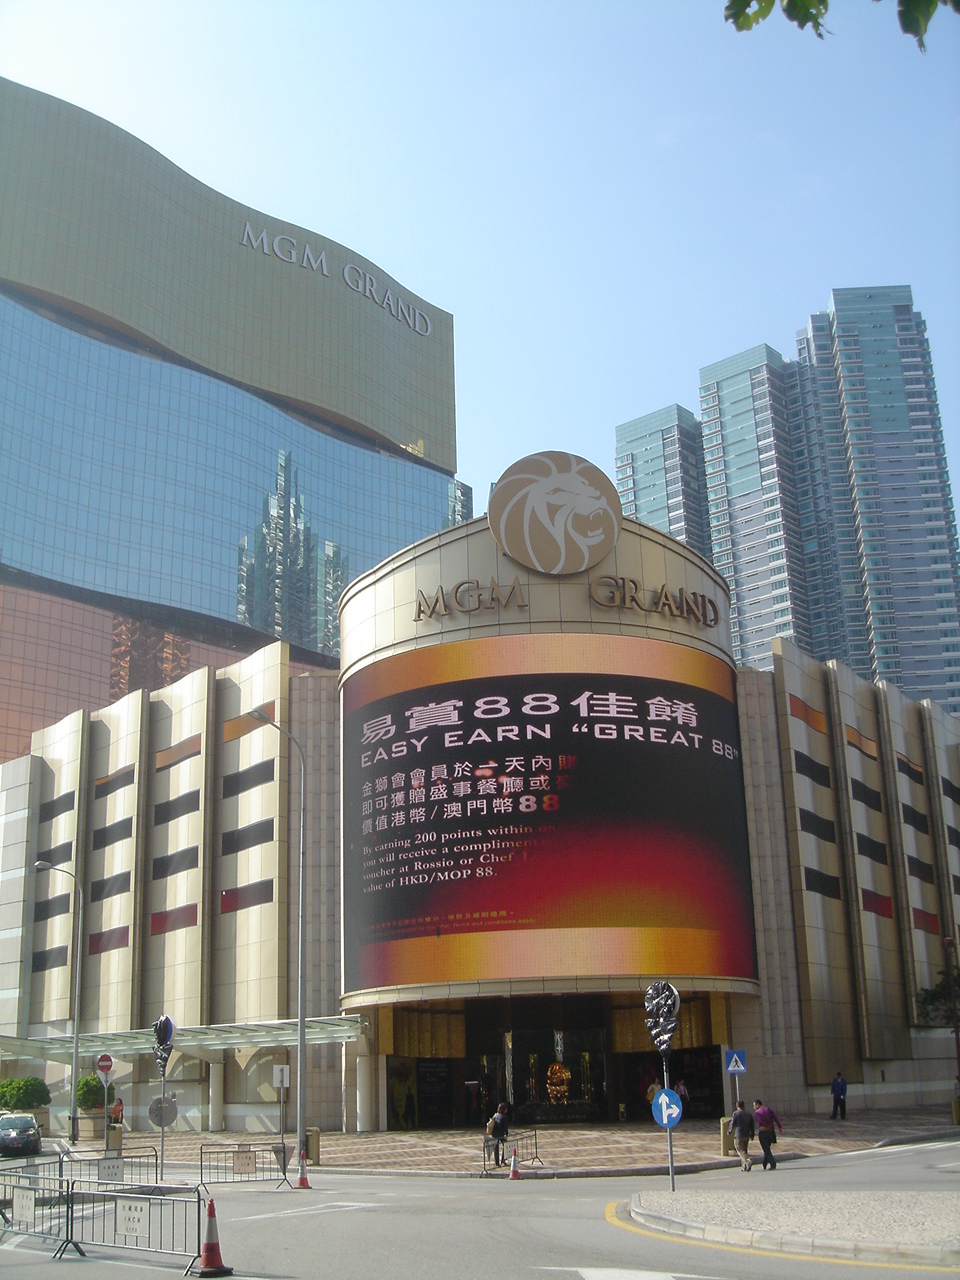 MGM GRAND
MGM GRAND
易賞88佳餚
EASY EARN “GREAT 88”
金獅會會員於一天內
即可獲贈盛事餐廳或
價值港幣/澳門幣88
By earning 200 points within
you will receive a complimen
voucher at Rossio or Chef
value of HKD/MOP 88.